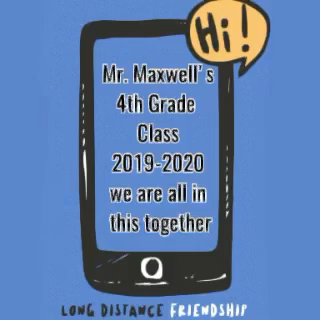 Hi!
Mr. Maxwell's
4th Grade
Class
2019-2020
we are all in
this together
LONG DISTANCE FRIENDSHIP